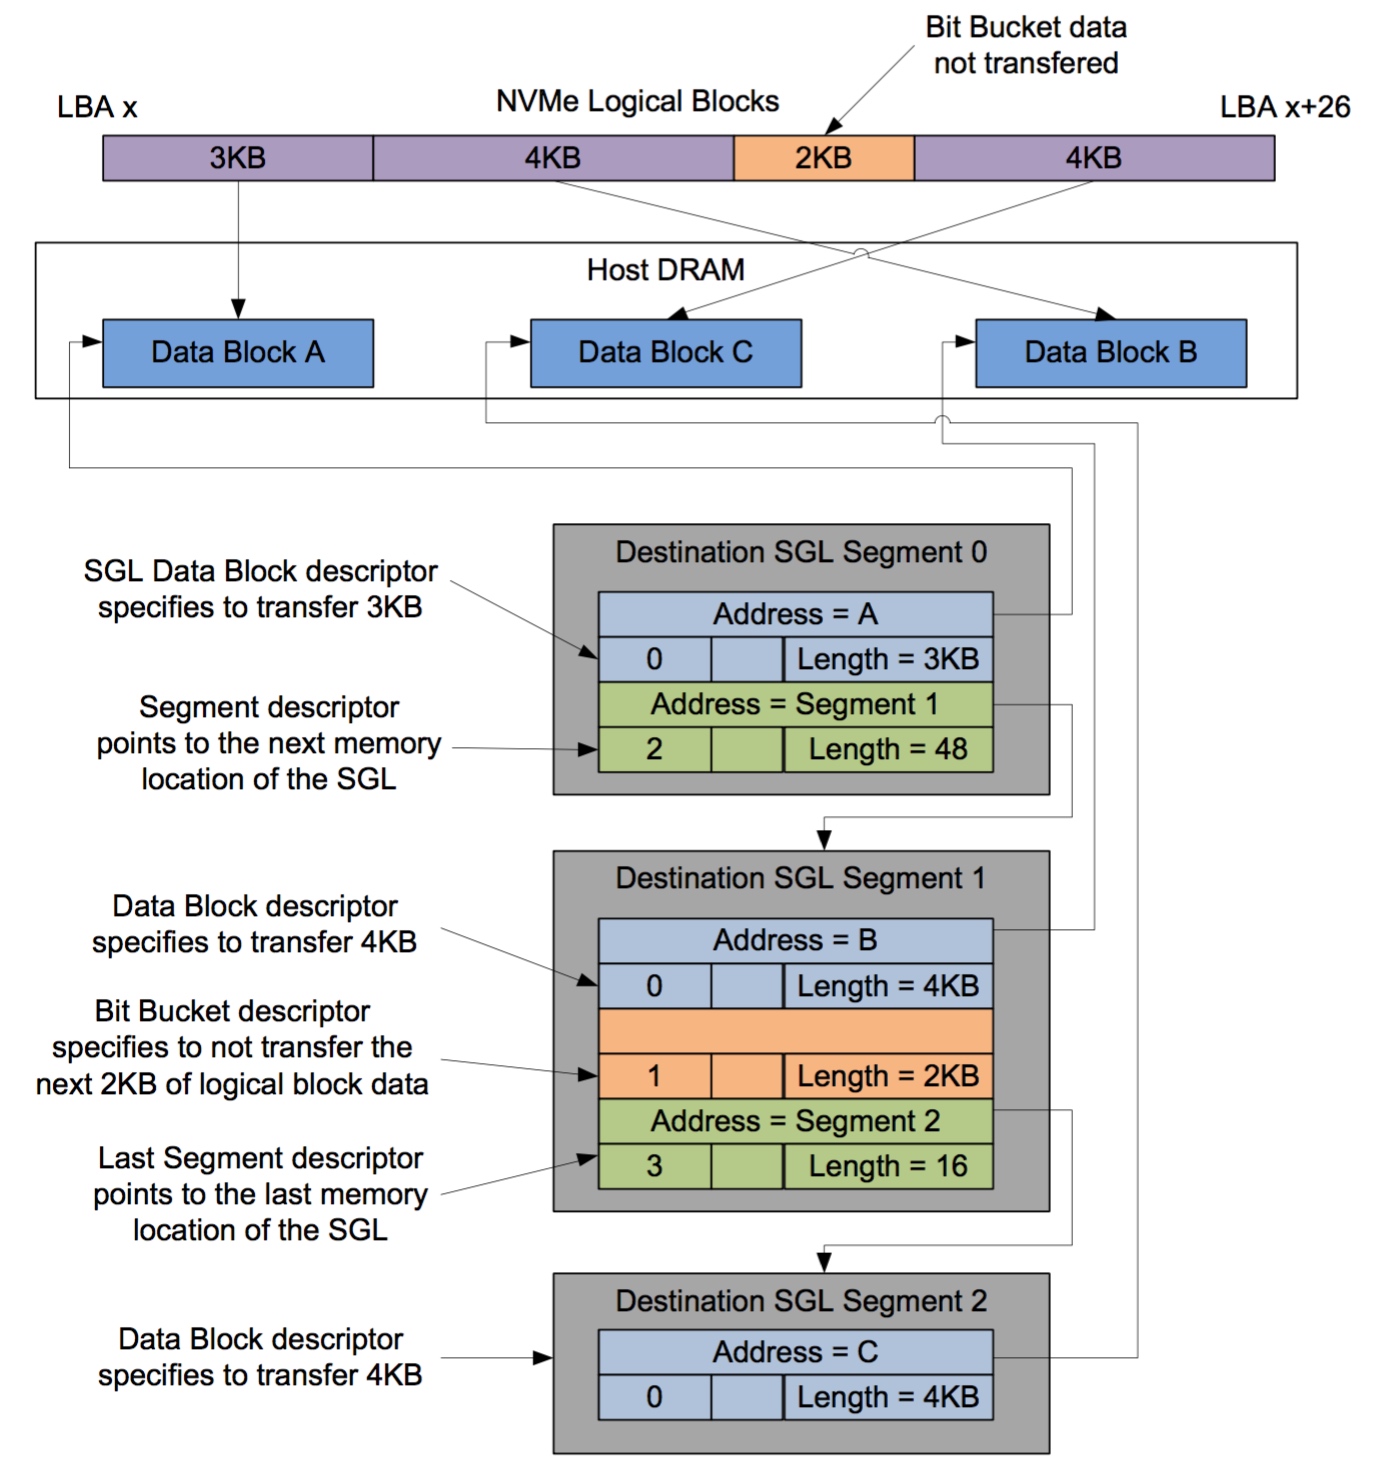 Bit Bucket data
not transfered
LBA x
NVMe Logical Blocks
LBA x+26
3KB
4KB
2KB
4KB
Host DRAM
Data Block A
Data Block C
Data Block B
Destination SGL Segment 0
SGL Data Block descriptor
specifies to transfer 3KB
Address = A
0
Length = 3KB
Segment descriptor
points to the next memory
location of the SGL
Address = Segment 1
2
Length = 48
Destination SGL Segment 1
Data Block descriptor
specifies to transfer 4KB
Address = B
0
Length = 4KB
Bit Bucket descriptor
specifies to not transfer the
next 2KB of logical block data
1
Length = 2KB
Address = Segment 2
Last Segment descriptor
points to the last memory
location of the SGL
3
Length = 16
Destination SGL Segment 2
Data Block descriptor
specifies to transfer 4KB
Address = C
0
Length = 4KB